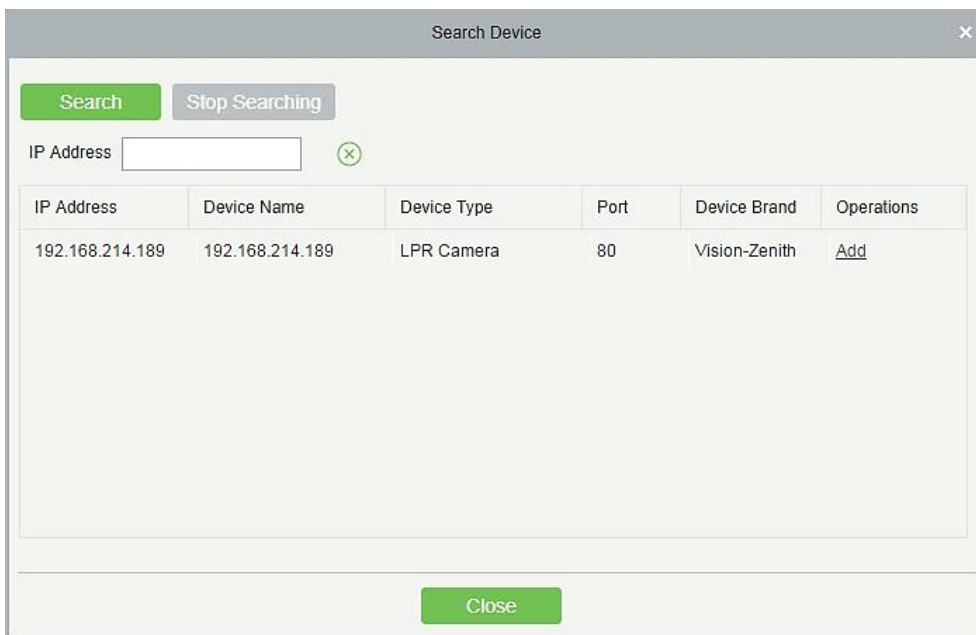 Search Device
Search Stop Searching
IP Address
IP Address Device Name Device Type Port Device Brand Operations
192.168.214.189 192.168.214.189 LPR Camera 80 Vision-Zenith Add
Close